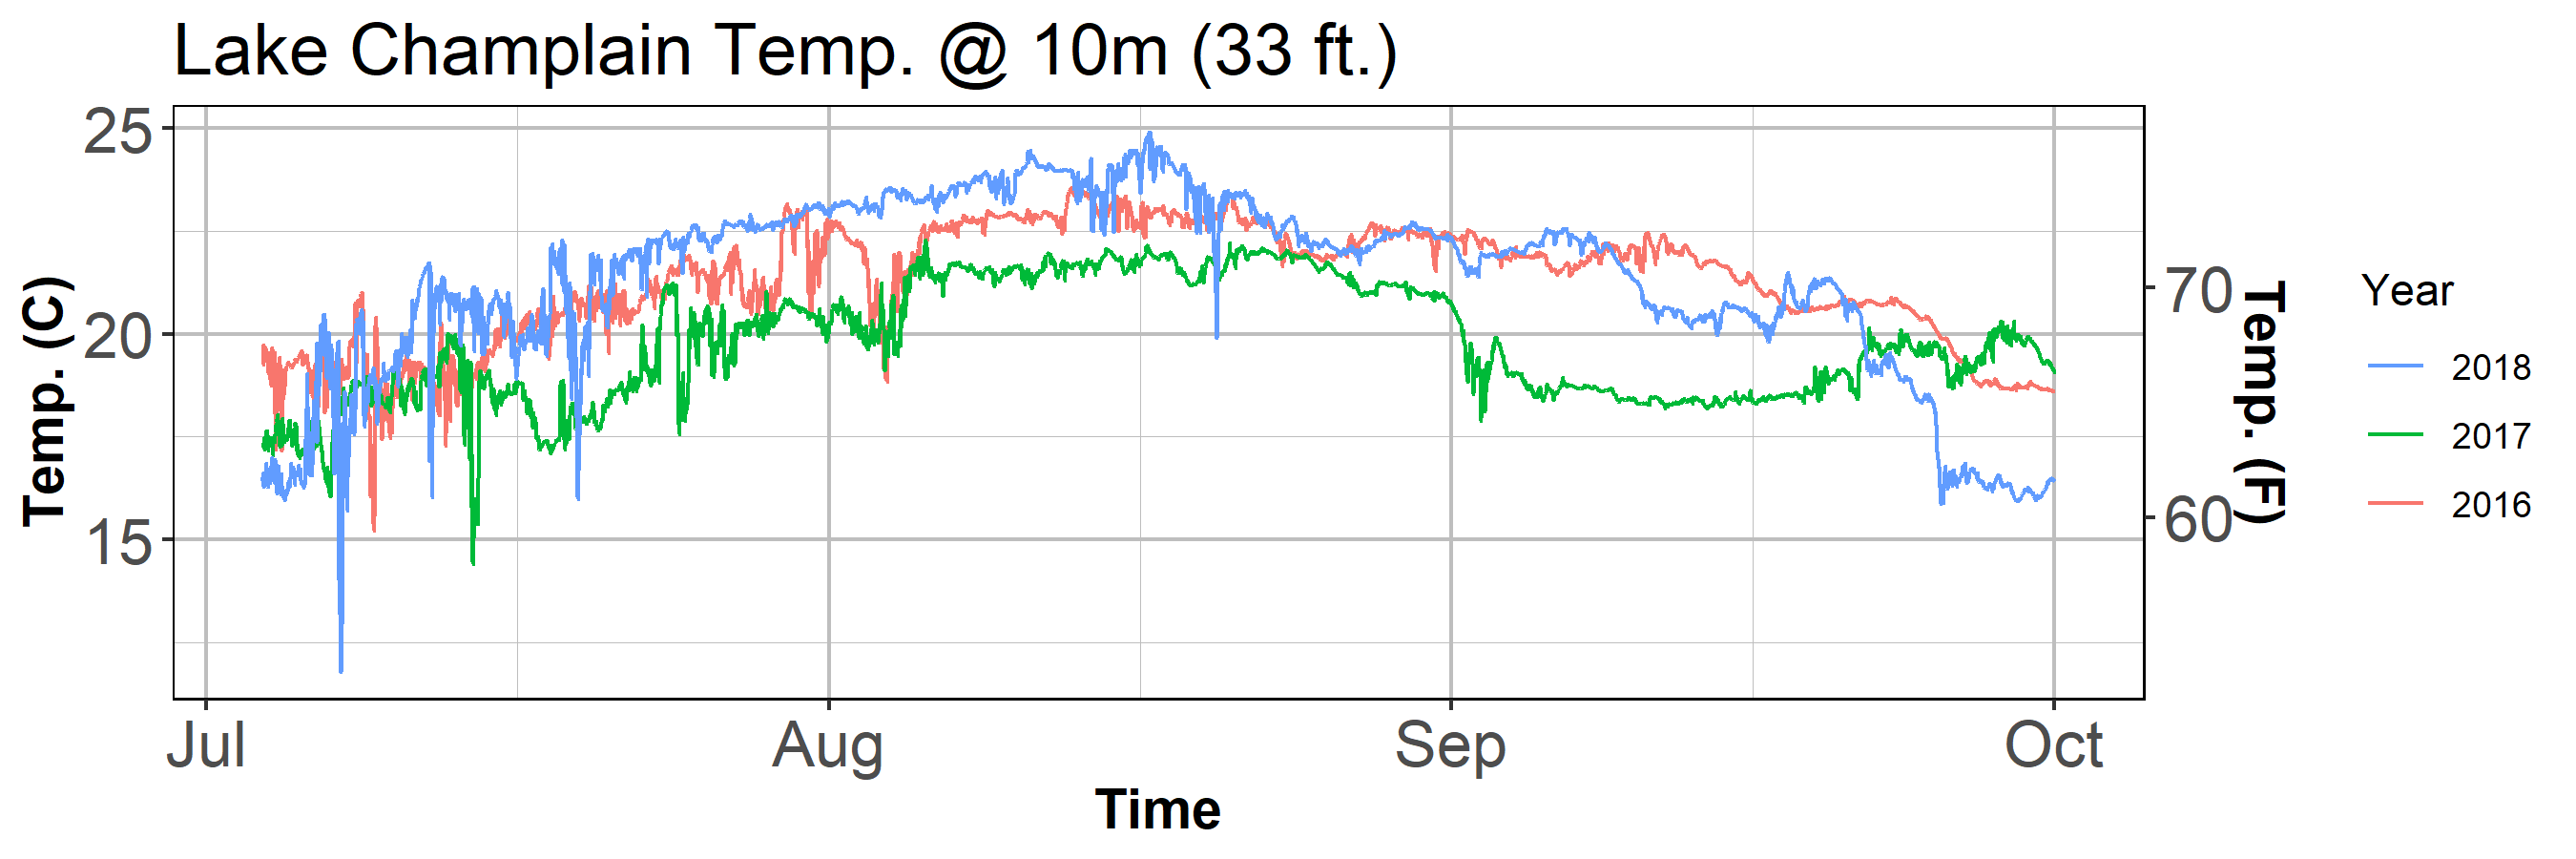 Lake Champlain Temp. @ 10m (33 ft.)
25
20
15
Temp. (C)
70
60
Temp. (F)
Jul
Aug
Sep
Oct
Time
Year
2018
2017
2016